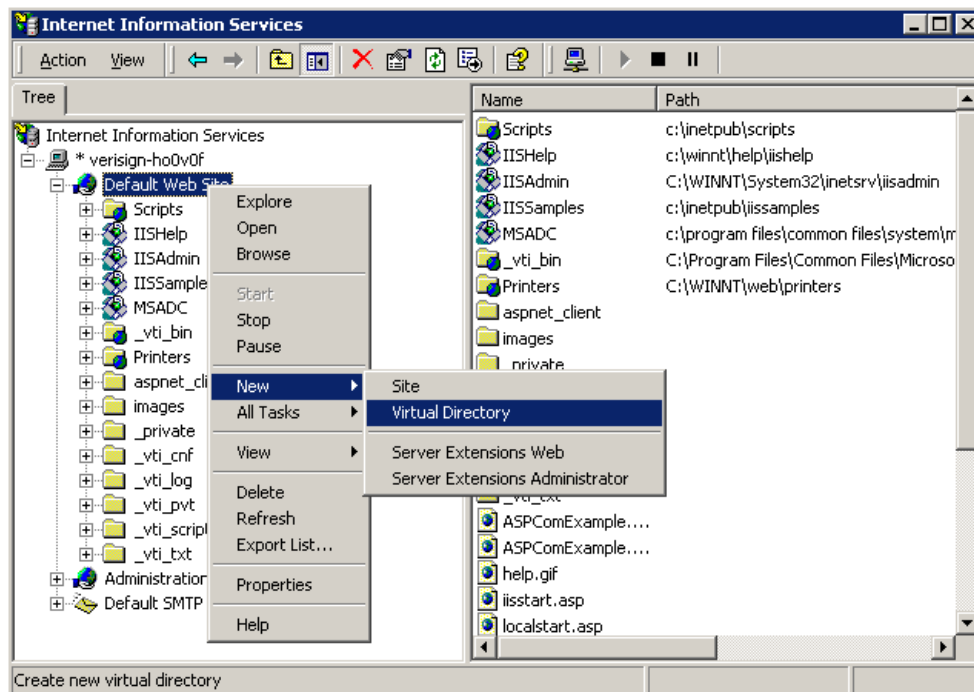 Internet Information Services
Action View
Tree
Internet Information Services
* verisign-ho0v0f
Default Web Site
Scripts
IISHelp
IISAdmin
IISSample
MSADC
_vti_bin
Printers
aspnet_cli
images
_private
_vti_cnf
_vti_log
_vti_pvt
_vti_script
_vti_txt
Administration
Default SMTP
Explore
Open
Browse
Start
Stop
Pause
New
All Tasks
View
Delete
Refresh
Export List...
Properties
Help
Site
Virtual Directory
Server Extensions Web
Server Extensions Administrator
Name Path
Scripts c:\inetpub\scripts
IISHelp c:\winnt\help\iishelp
IISAdmin C:\WINNT\System32\inetsrv\iisadmin
IISSamples c:\inetpub\iissamples
MSADC c:\program files\common files\system\m
_vti_bin C:\Program Files\Common Files\Microso
Printers C:\WINNT\web\printers
aspnet_client
images
_private
_vti_txt
ASPComExample....
ASPComExample....
help.gif
iisstart.asp
localstart.asp
Create new virtual directory